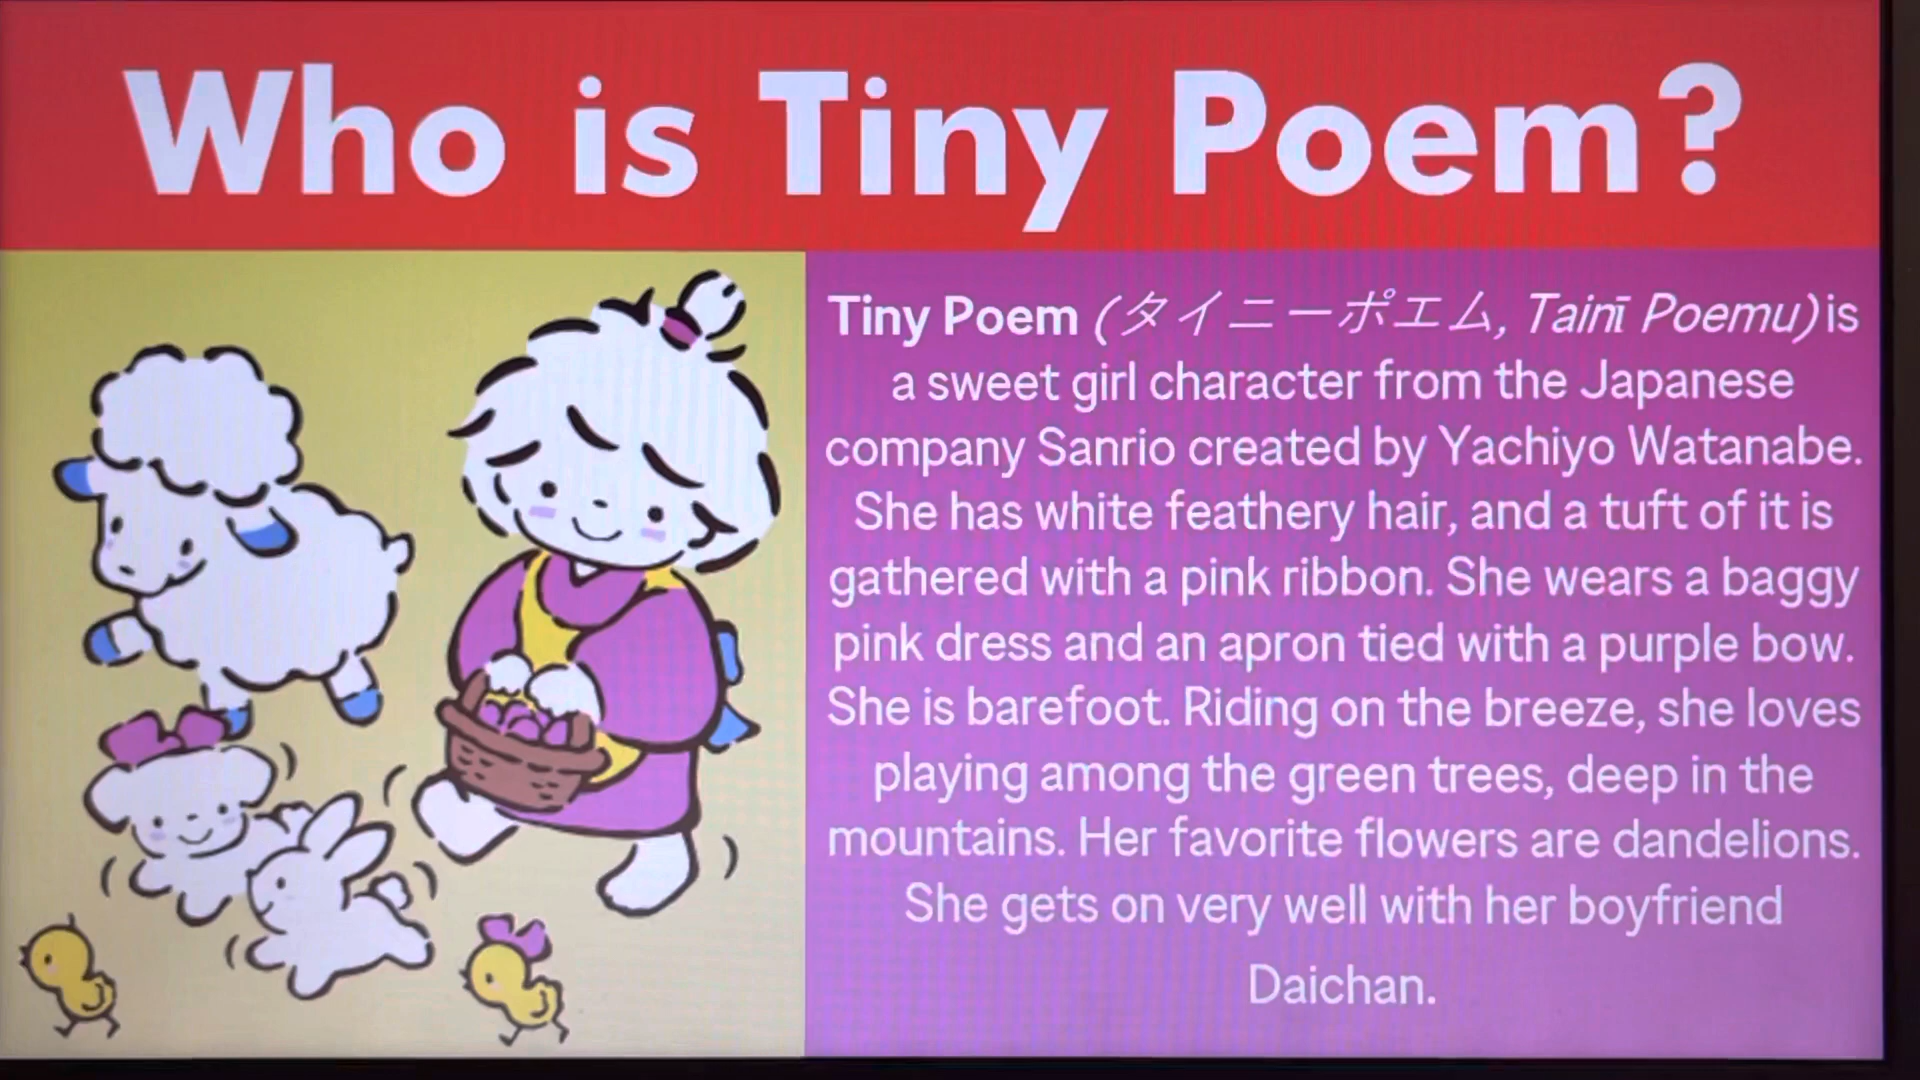 Who is Tiny Poem?
Tiny Poem (タイニーポエム, Tainī Poemu) is
a sweet girl character from the Japanese
company Sanrio created by Yachiyo Watanabe.
She has white feathery hair, and a tuft of it is
gathered with a pink ribbon. She wears a baggy
pink dress and an apron tied with a purple bow.
She is barefoot. Riding on the breeze, she loves
playing among the green trees, deep in the
mountains. Her favorite flowers are dandelions.
She gets on very well with her boyfriend
Daichan.